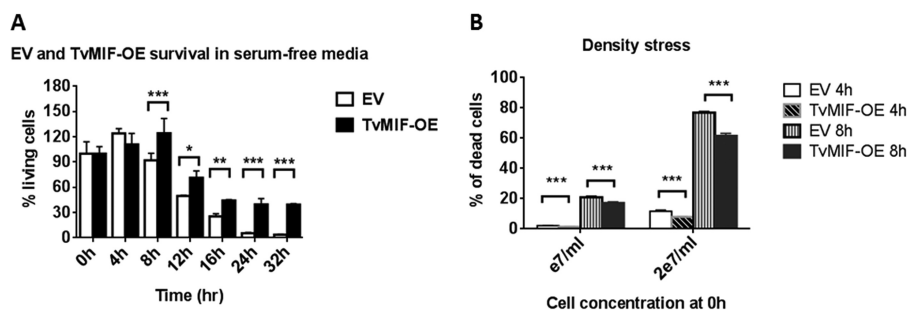 A
EV and TvMIF-OE survival in serum-free media
% living cells
180
150
120
90
60
30
0
***
*
**
***
***
0h
4h
8h
12h
16h
24h
32h
Time (hr)
EV
TvMIF-OE
B
Density stress
% of dead cells
100
80
60
40
20
0
***
***
***
***
e7/ml
2e7/ml
Cell concentration at 0h
EV 4h
TvMIF-OE 4h
EV 8h
TvMIF-OE 8h